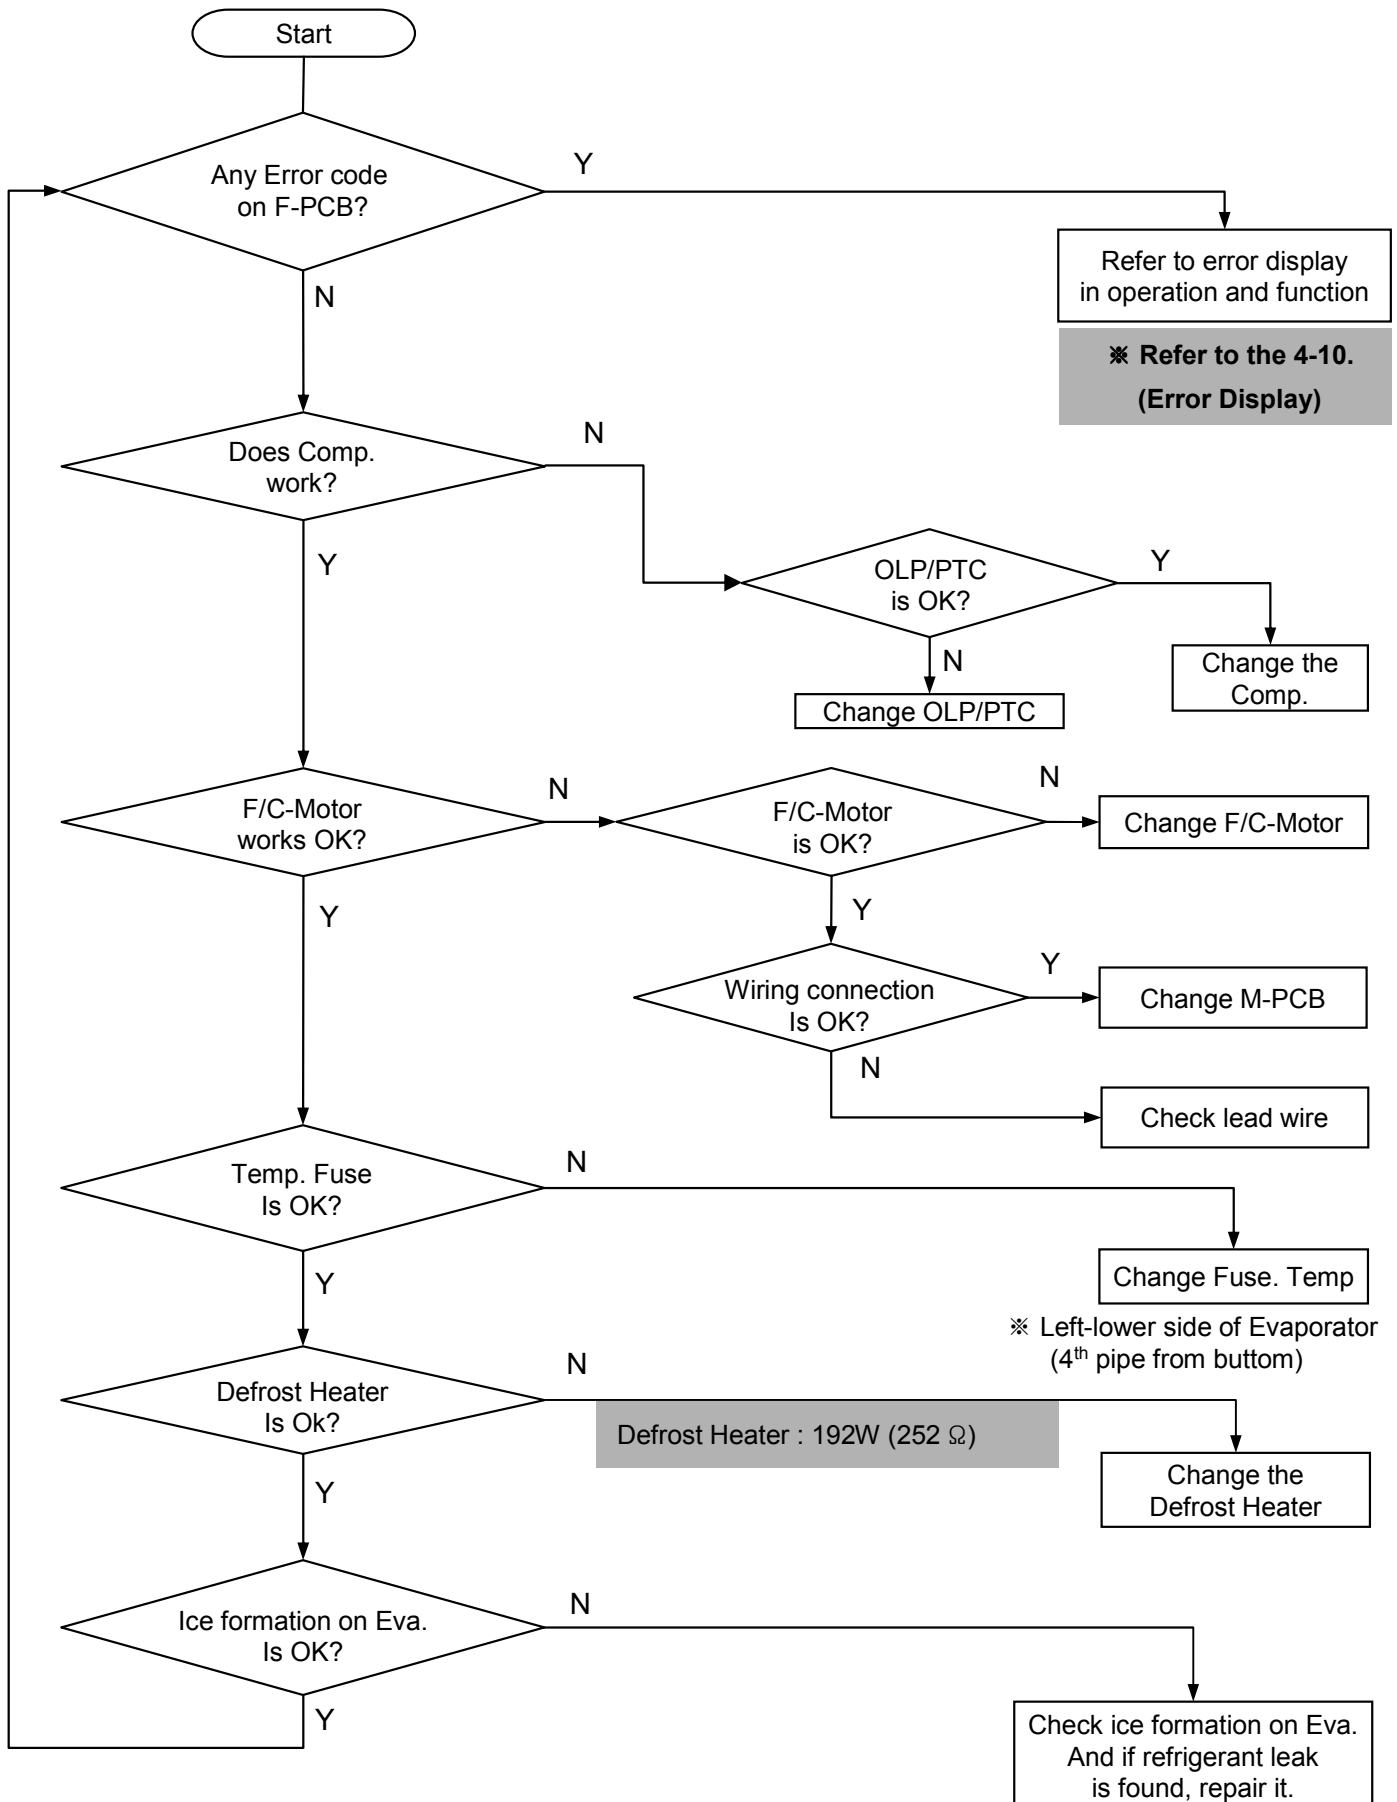 Start
Any Error code
on F-PCB?
Y
N
Refer to error display
in operation and function
※ Refer to the 4-10.
(Error Display)
Does Comp.
work?
N
Y
OLP/PTC
is OK?
Y
N
Change the
Comp.
Change OLP/PTC
F/C-Motor
works OK?
N
Y
F/C-Motor
is OK?
N
Y
Change F/C-Motor
Wiring connection
Is OK?
Y
N
Change M-PCB
Check lead wire
Temp. Fuse
Is OK?
N
Y
Change Fuse. Temp
※ Left-lower side of Evaporator
(4th pipe from buttom)
Defrost Heater
Is Ok?
N
Y
Defrost Heater : 192W (252 Ω)
Change the
Defrost Heater
Ice formation on Eva.
Is OK?
N
Y
Check ice formation on Eva.
And if refrigerant leak
is found, repair it.